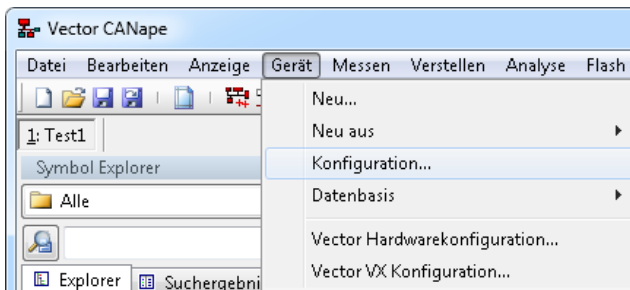 Vector CANape
Datei Bearbeiten Anzeige Gerät Messen Verstellen Analyse Flash
Neu...
1: Test1
Neu aus
Symbol Explorer
Konfiguration...
Alle
Datenbasis
Vector Hardwarekonfiguration...
Explorer
Vector VX Konfiguration...